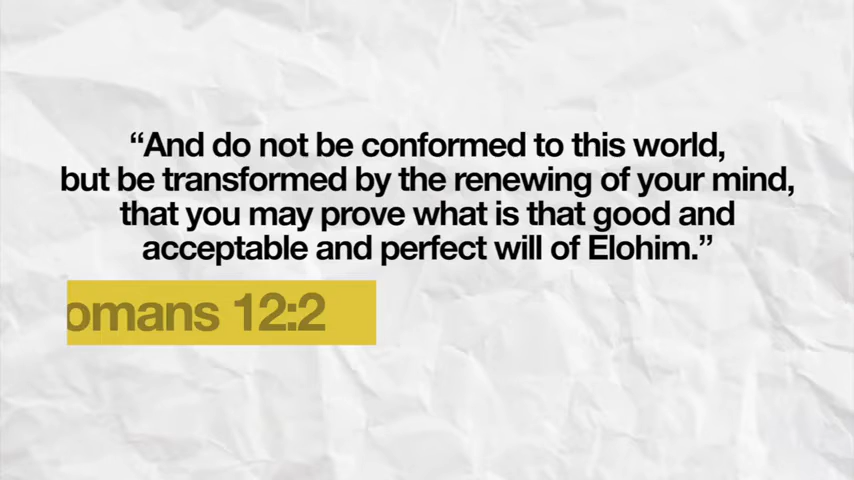 “And do not be conformed to this world,
but be transformed by the renewing of your mind,
that you may prove what is that good and
acceptable and perfect will of Elohim.”
omans 12:2